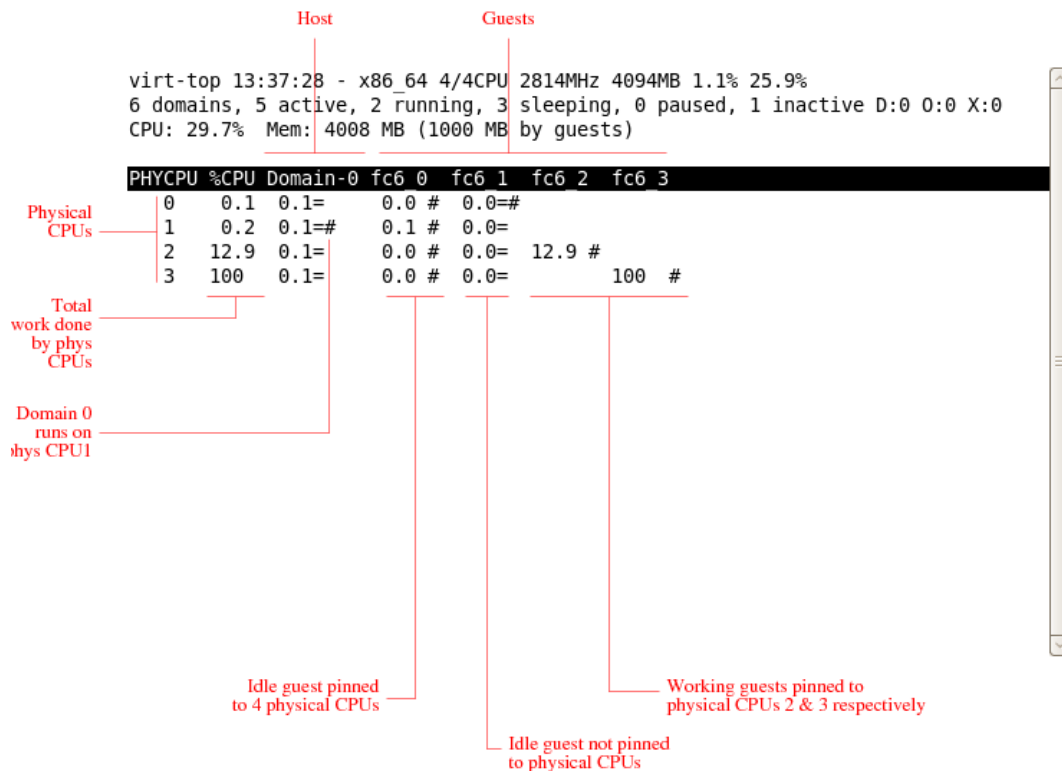 Host Guests
virt-top 13:37:28 - x86_64 4/4CPU 2814MHz 4094MB 1.1% 25.9%
6 domains, 5 active, 2 running, 3 sleeping, 0 paused, 1 inactive D:0 O:0 X:0
CPU: 29.7%  Mem: 4008 MB (1000 MB by guests)
PHYCPU %CPU Domain-0 fc6_0  fc6_1  fc6_2  fc6_3
0    0.1  0.1=     0.0 #  0.0=#
1    0.2  0.1=#    0.1 #  0.0=
2   12.9  0.1=     0.0 #  0.0=  12.9 #
3   100   0.1=     0.0 #  0.0=         100  #
Physical
CPUs
Total
work done
by phys
CPUs
Domain 0
runs on
phys CPU1
Idle guest pinned
to 4 physical CPUs
Working guests pinned to
physical CPUs 2 & 3 respectively
Idle guest not pinned
to physical CPUs